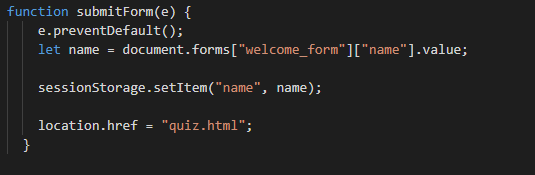 function submitForm(e) {
e.preventDefault();
let name = document.forms["welcome_form"]["name"].value;
sessionStorage.setItem("name", name);
location.href = "quiz.html";
}